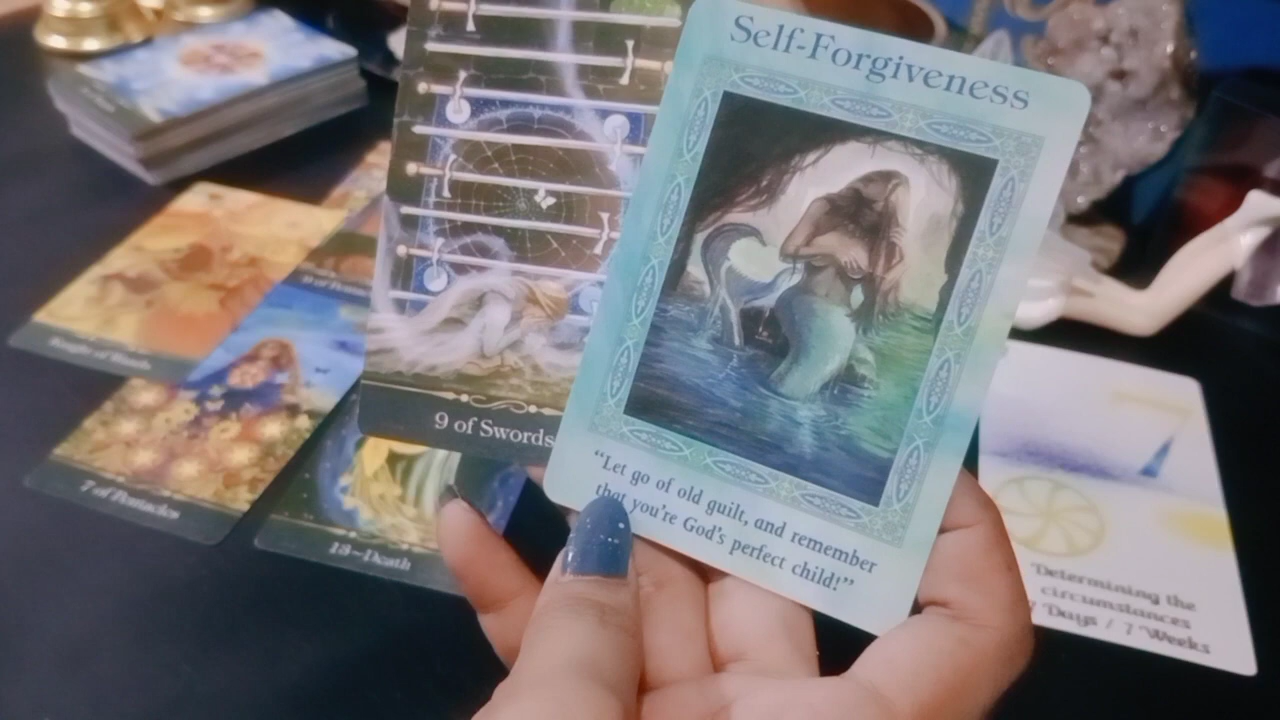 Self-Forgiveness
9 of Swords
"Let go of old guilt, and remember
that you're God's perfect child!"
Knight of Wands
7 of Pentacles
13~Death
Determining the
circumstances
7 Days / 7 Weeks